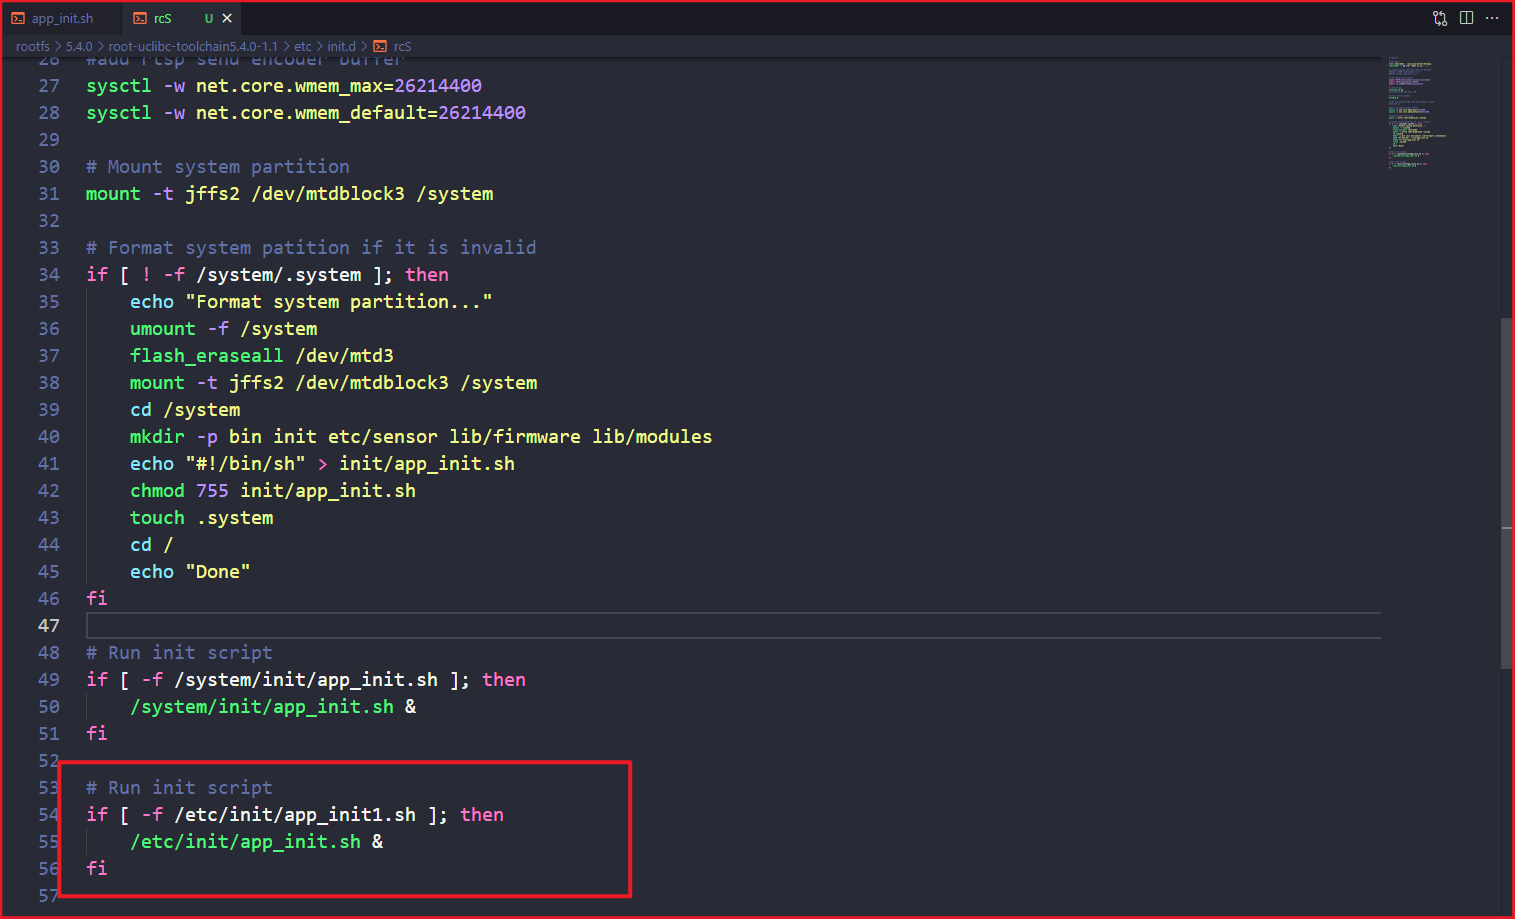 app_init.sh
rcS U
rootfs > 5.4.0 > root-uclibc-toolchain5.4.0-1.1 > etc > init.d > rcS
26 #add rtsp send encoder buffer
27 sysctl -w net.core.wmem_max=26214400
28 sysctl -w net.core.wmem_default=26214400
29
30 # Mount system partition
31 mount -t jffs2 /dev/mtdblock3 /system
32
33 # Format system patition if it is invalid
34 if [ ! -f /system/.system ]; then
35 echo "Format system partition..."
36 umount -f /system
37 flash_eraseall /dev/mtd3
38 mount -t jffs2 /dev/mtdblock3 /system
39 cd /system
40 mkdir -p bin init etc/sensor lib/firmware lib/modules
41 echo "#!/bin/sh" > init/app_init.sh
42 chmod 755 init/app_init.sh
43 touch .system
44 cd /
45 echo "Done"
46 fi
47
48 # Run init script
49 if [ -f /system/init/app_init.sh ]; then
50 /system/init/app_init.sh &
51 fi
52
53 # Run init script
54 if [ -f /etc/init/app_init1.sh ]; then
55 /etc/init/app_init.sh &
56 fi
57